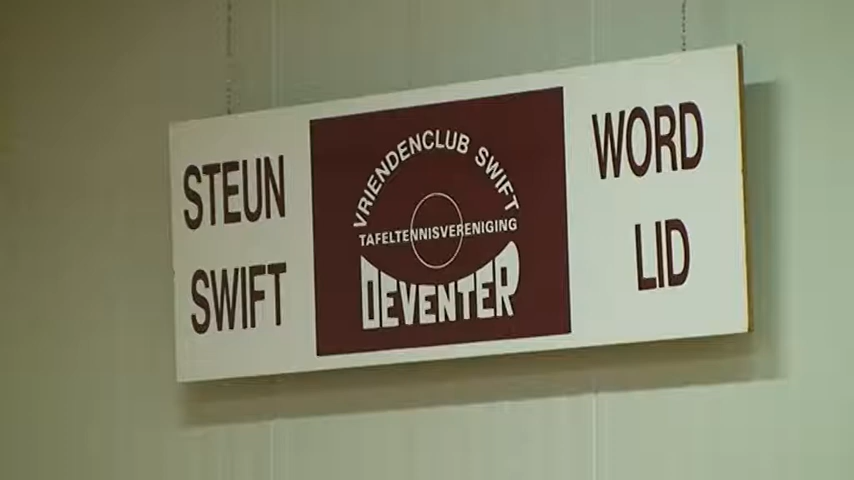 STEUN
SWIFT
VRIENDENCLUB SWIFT
TAFELTENNISVERENIGING
DEVENTER
WORD
LID